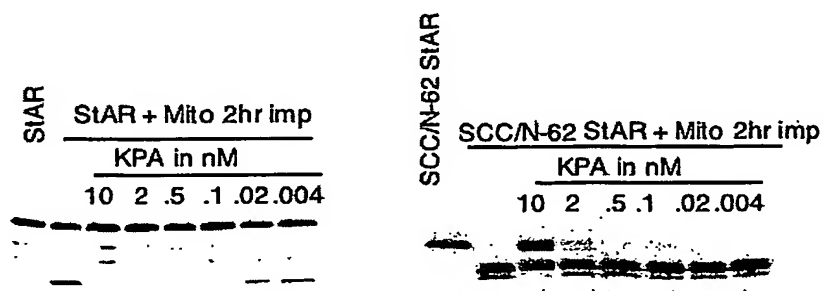 StAR
StAR + Mito 2hr imp
KPA in nM
10 2 .5 .1 .02 .004
SCC/N-62 StAR
SCC/N-62 StAR + Mito 2hr imp
KPA in nM
10 2 .5 .1 .02 .004